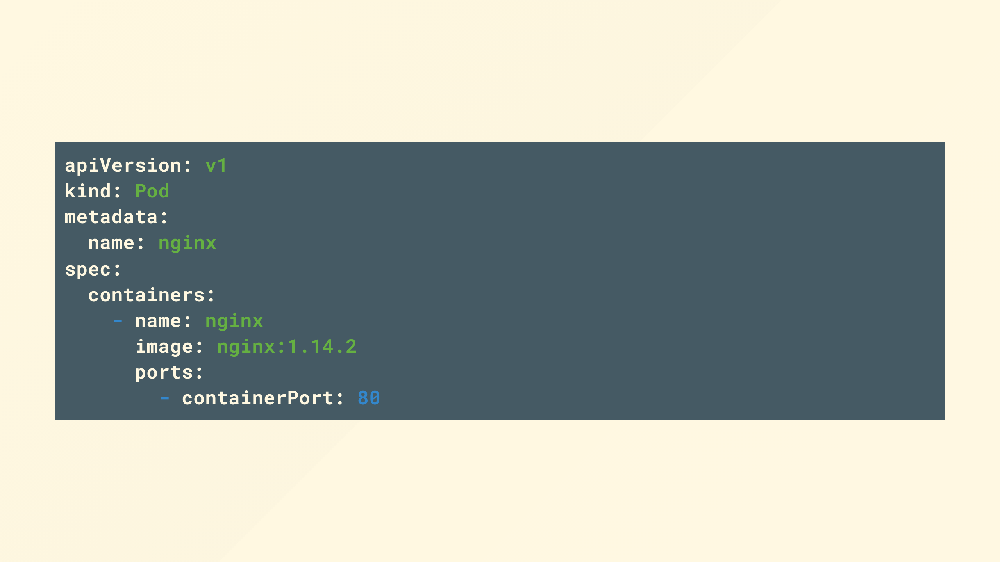 apiVersion: v1
kind: Pod
metadata:
  name: nginx
spec:
  containers:
    - name: nginx
      image: nginx:1.14.2
      ports:
        - containerPort: 80